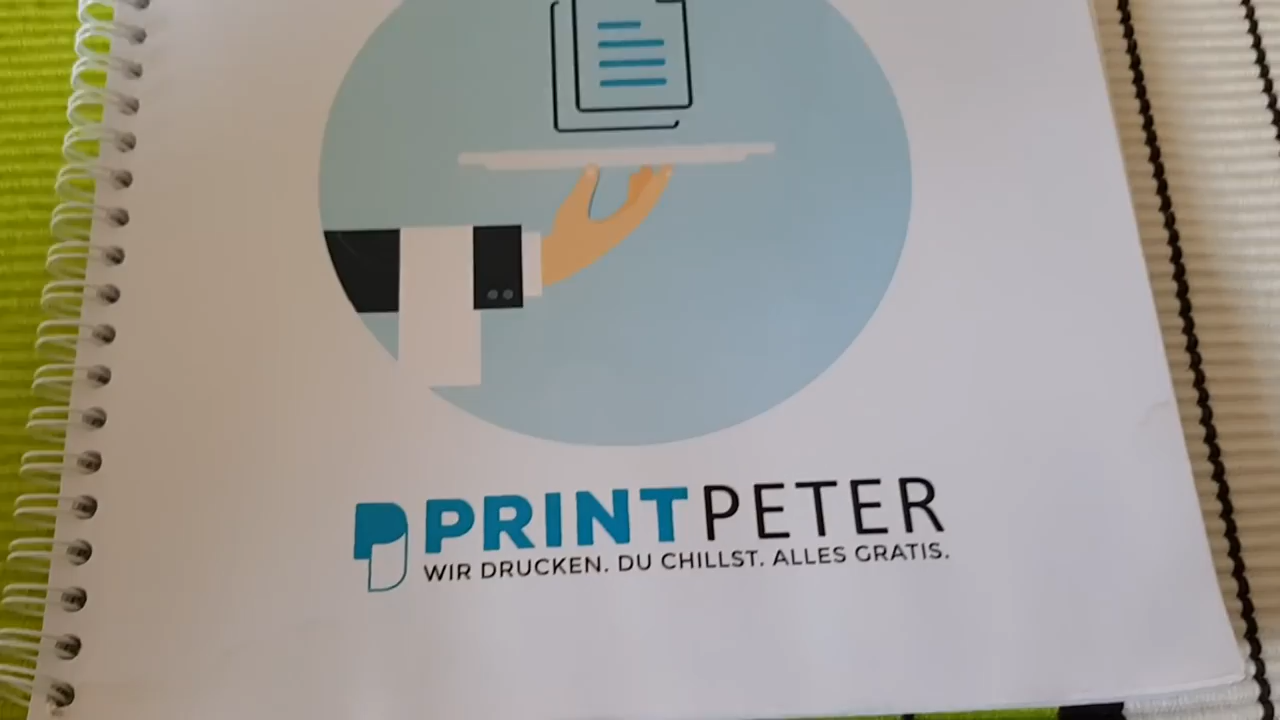 PRINTPETER
WIR DRUCKEN. DU CHILLST. ALLES GRATIS.